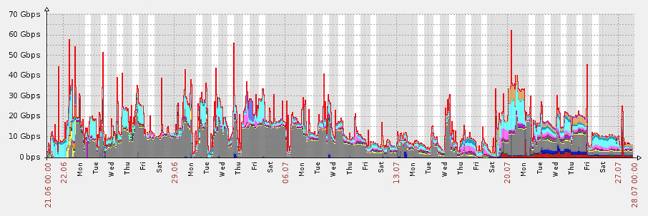 70 Gbps
60 Gbps
50 Gbps
40 Gbps
30 Gbps
20 Gbps
10 Gbps
0 bps
21.06 00:00 22.06 Mon Tue Wed Thu Fri Sat 29.06 Mon Tue Wed Thu Fri Sat 06.07 Mon Tue Wed Thu Fri Sat 13.07 Mon Tue Wed Thu Fri Sat 20.07 Mon Tue Wed Thu Fri Sat 27.07 28.07 00:00